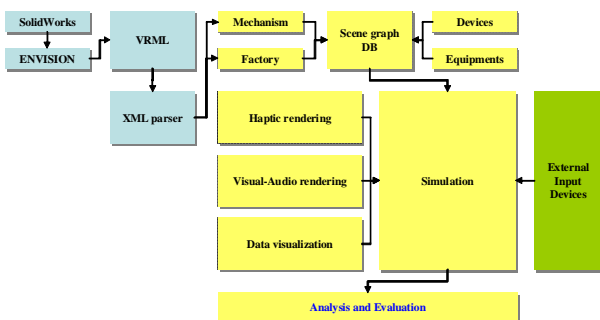 SolidWorks
ENVISION
VRML
XML parser
Mechanism
Factory
Scene graph
DB
Devices
Equipments
Haptic rendering
Visual-Audio rendering
Data visualization
Simulation
External
Input
Devices
Analysis and Evaluation